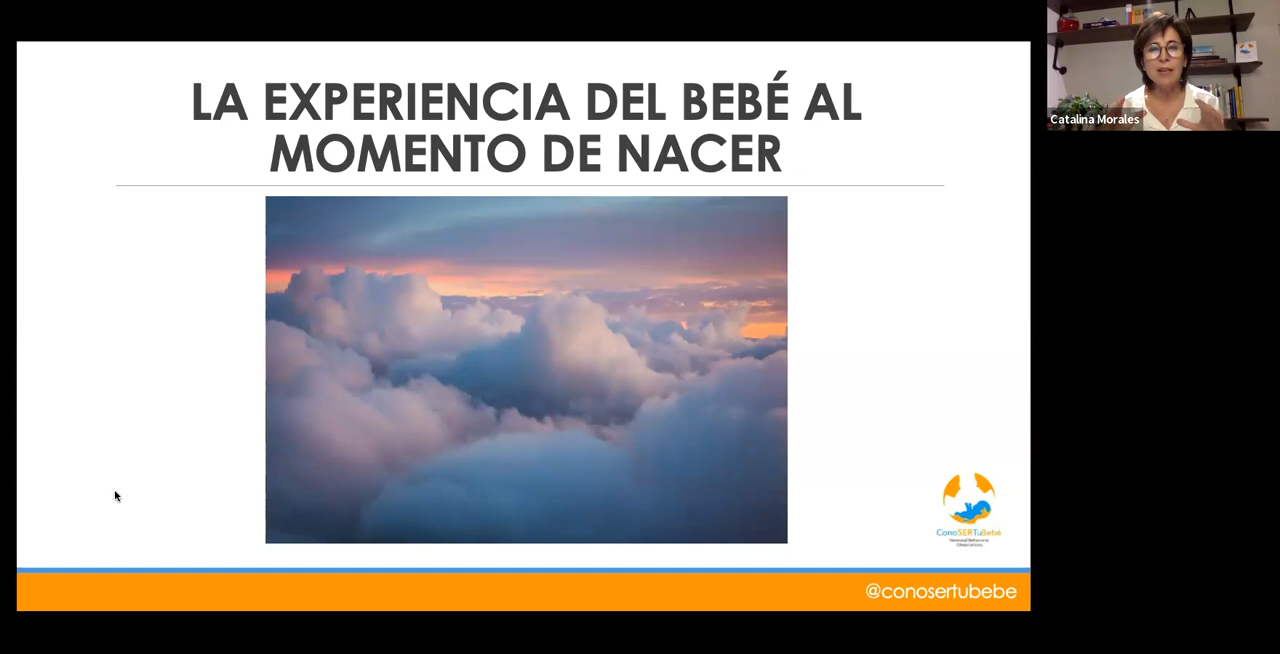 LA EXPERIENCIA DEL BEBÉ AL
MOMENTO DE NACER
Catalina Morales
ConoSERTuBebé
@conosertubebe